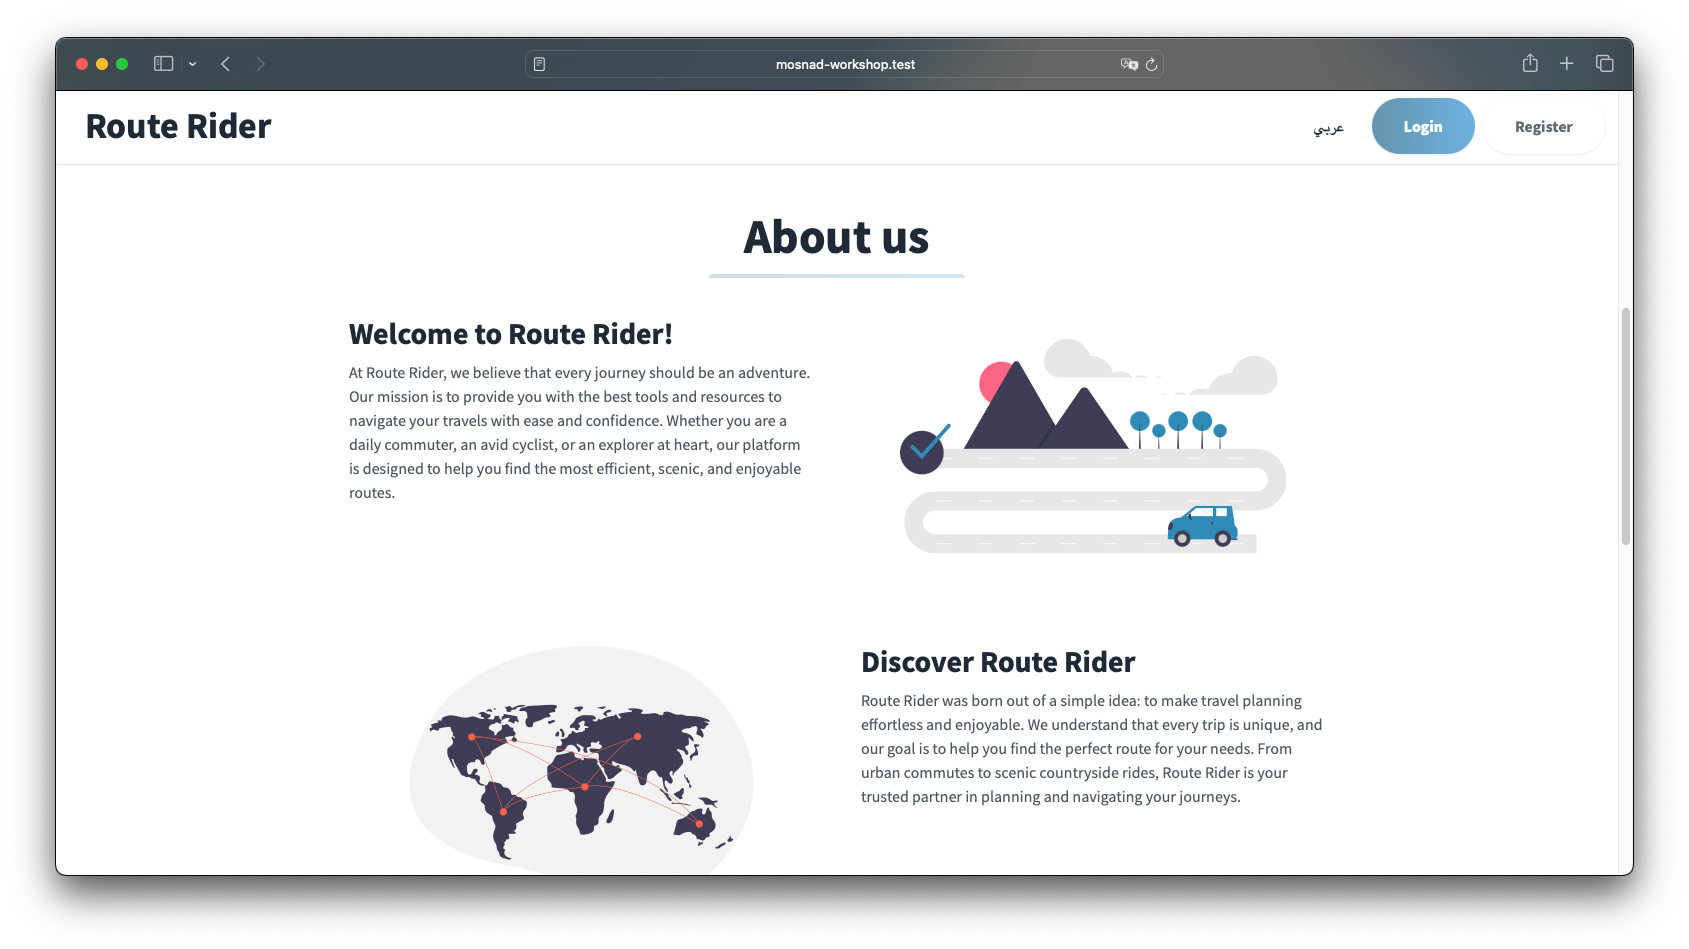 mosnad-workshop.test
Route Rider
عربي
Login
Register
About us
Welcome to Route Rider!
At Route Rider, we believe that every journey should be an adventure.
Our mission is to provide you with the best tools and resources to
navigate your travels with ease and confidence. Whether you are a
daily commuter, an avid cyclist, or an explorer at heart, our platform
is designed to help you find the most efficient, scenic, and enjoyable
routes.
Discover Route Rider
Route Rider was born out of a simple idea: to make travel planning
effortless and enjoyable. We understand that every trip is unique, and
our goal is to help you find the perfect route for your needs. From
urban commutes to scenic countryside rides, Route Rider is your
trusted partner in planning and navigating your journeys.